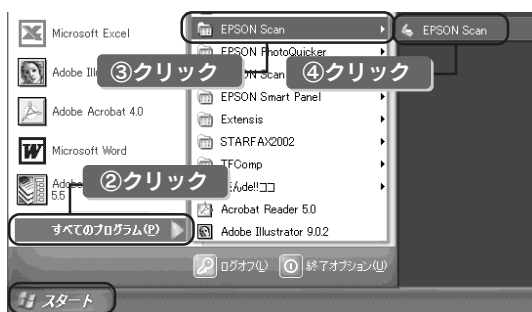 Microsoft Excel
Adobe
Adobe Acrobat 4.0
Microsoft Word
5.5
②クリック
すべてのプログラム(P)
スタート
EPSON Scan
EPSON PhotoQuicker
③クリック
Scan
EPSON Smart Panel
Extensis
STARFAX2002
TFComp
de!!ココ
Acrobat Reader 5.0
Adobe Illustrator 9.0.2
ログオフ(L)
終了オプション(U)
EPSON Scan
④クリック